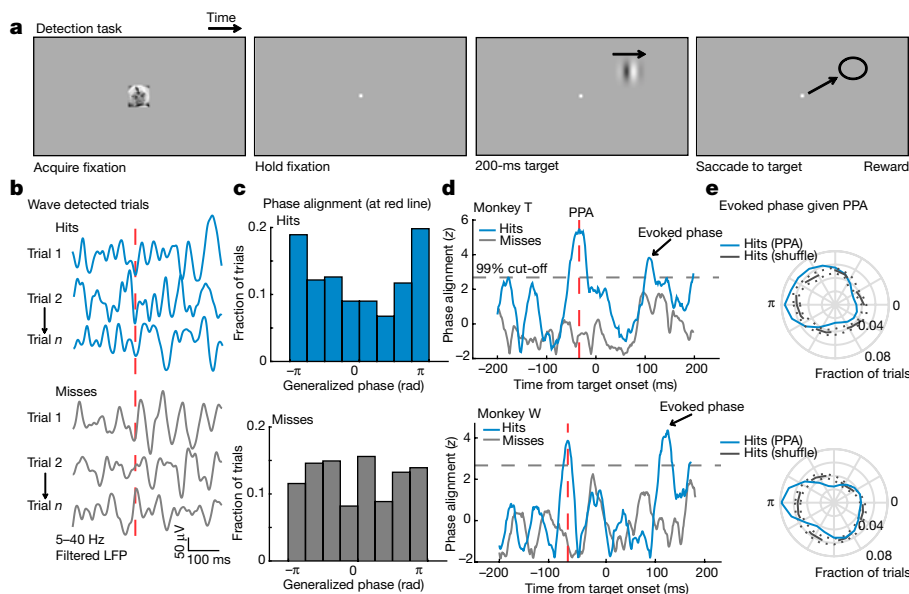 a
Detection task
Time
Acquire fixation
Hold fixation
200-ms target
Saccade to target
Reward
b
Wave detected trials
Hits
Trial 1
Trial 2
Trial n
Misses
Trial 1
Trial 2
Trial n
5–40 Hz
Filtered LFP
50 μV
100 ms
c
Phase alignment (at red line)
Hits
0.2
0.1
0
Fraction of trials
−π
0
π
Generalized phase (rad)
Misses
0.2
0.1
0
Fraction of trials
−π
0
π
Generalized phase (rad)
d
Monkey T
Hits
Misses
PPA
Evoked phase
99% cut-off
6
4
2
0
−2
Phase alignment (z)
−200
−100
0
100
200
Time from target onset (ms)
Monkey W
Hits
Misses
Evoked phase
4
2
0
−2
Phase alignment (z)
−200
−100
0
100
200
Time from target onset (ms)
e
Evoked phase given PPA
Hits (PPA)
Hits (shuffle)
π
0
0.04
0.08
Fraction of trials
Hits (PPA)
Hits (shuffle)
π
0
0.04
0.08
Fraction of trials